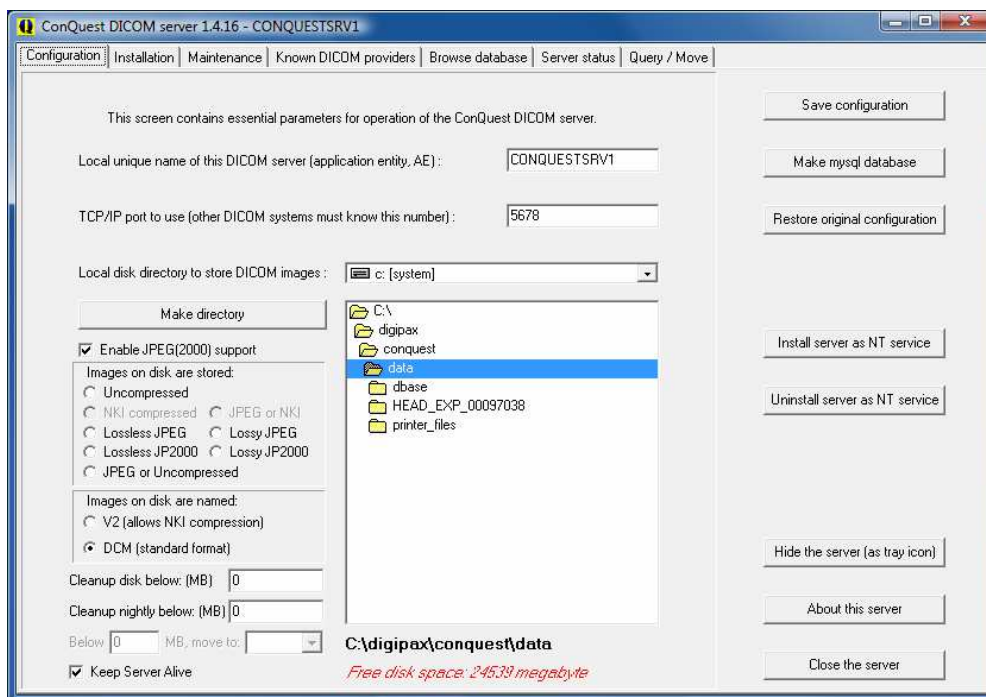 ConQuest DICOM server 1.4.16 - CONQUESTSRV1
Configuration Installation Maintenance Known DICOM providers Browse database Server status Query / Move
This screen contains essential parameters for operation of the ConQuest DICOM server.
Local unique name of this DICOM server (application entity, AE) : CONQUESTSRV1
TCP/IP port to use (other DICOM systems must know this number) : 5678
Local disk directory to store DICOM images : c: [system]
Make directory
Enable JPEG(2000) support
Images on disk are stored:
Uncompressed
NKI compressed JPEG or NKI
Lossless JPEG Lossy JPEG
Lossless JP2000 Lossy JP2000
JPEG or Uncompressed
Images on disk are named:
V2 (allows NKI compression)
DCM (standard format)
Cleanup disk below: (MB) 0
Cleanup nightly below: (MB) 0
Below 0 MB, move to:
Keep Server Alive
C:\
digipax
conquest
data
dbase
HEAD_EXP_00097038
printer_files
C:\digipax\conquest\data
Free disk space: 24539 megabyte
Save configuration
Make mysql database
Restore original configuration
Install server as NT service
Uninstall server as NT service
Hide the server (as tray icon)
About this server
Close the server